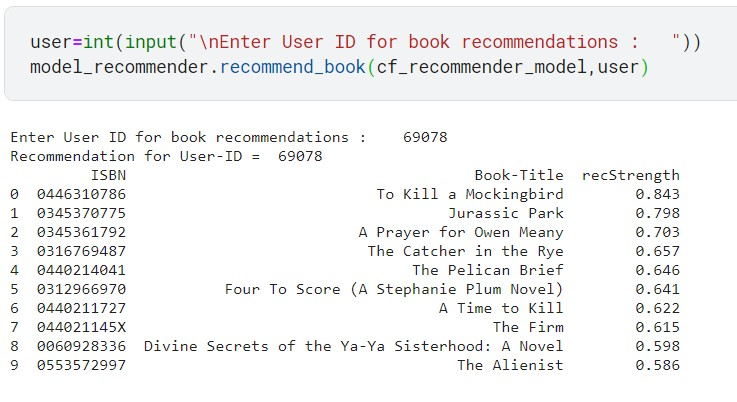 user=int(input("\nEnter User ID for book recommendations :   "))
model_recommender.recommend_book(cf_recommender_model,user)
Enter User ID for book recommendations :    69078
Recommendation for User-ID =  69078
ISBN Book-Title recStrength
0 0446310786 To Kill a Mockingbird 0.843
1 0345370775 Jurassic Park 0.798
2 0345361792 A Prayer for Owen Meany 0.703
3 0316769487 The Catcher in the Rye 0.657
4 0440214041 The Pelican Brief 0.646
5 0312966970 Four To Score (A Stephanie Plum Novel) 0.641
6 0440211727 A Time to Kill 0.622
7 044021145X The Firm 0.615
8 0060928336 Divine Secrets of the Ya-Ya Sisterhood: A Novel 0.598
9 0553572997 The Alienist 0.586